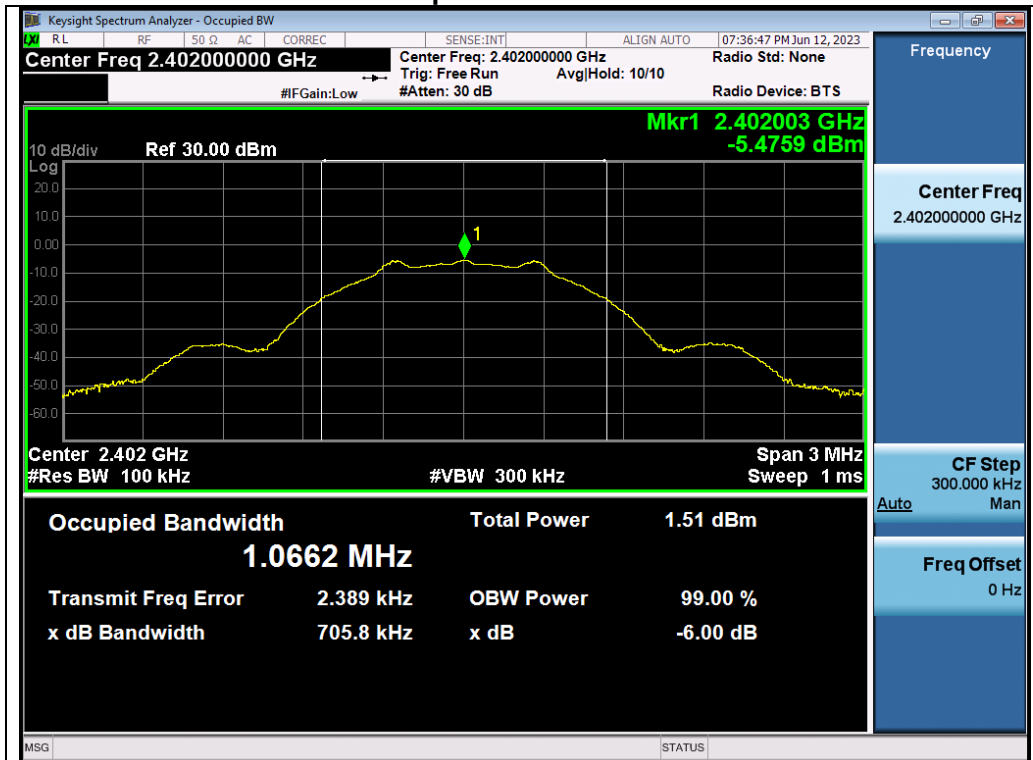 Keysight Spectrum Analyzer - Occupied BW
LXI RL RF 50 Ω AC CORREC SENSE:INT ALIGN AUTO 07:36:47 PM Jun 12, 2023
Center Freq 2.402000000 GHz
Center Freq: 2.402000000 GHz Radio Std: None
Trig: Free Run Avg|Hold: 10/10
#IFGain:Low #Atten: 30 dB Radio Device: BTS
Mkr1 2.402003 GHz
10 dB/div Ref 30.00 dBm -5.4759 dBm
Log
20.0
10.0
1
0.00
-10.0
-20.0
-30.0
-40.0
-50.0
-60.0
Center 2.402 GHz Span 3 MHz
#Res BW 100 kHz #VBW 300 kHz Sweep 1 ms
Occupied Bandwidth Total Power 1.51 dBm
1.0662 MHz
Transmit Freq Error 2.389 kHz OBW Power 99.00 %
x dB Bandwidth 705.8 kHz x dB -6.00 dB
MSG STATUS
Frequency
Center Freq
2.402000000 GHz
CF Step
300.000 kHz
Auto Man
Freq Offset
0 Hz